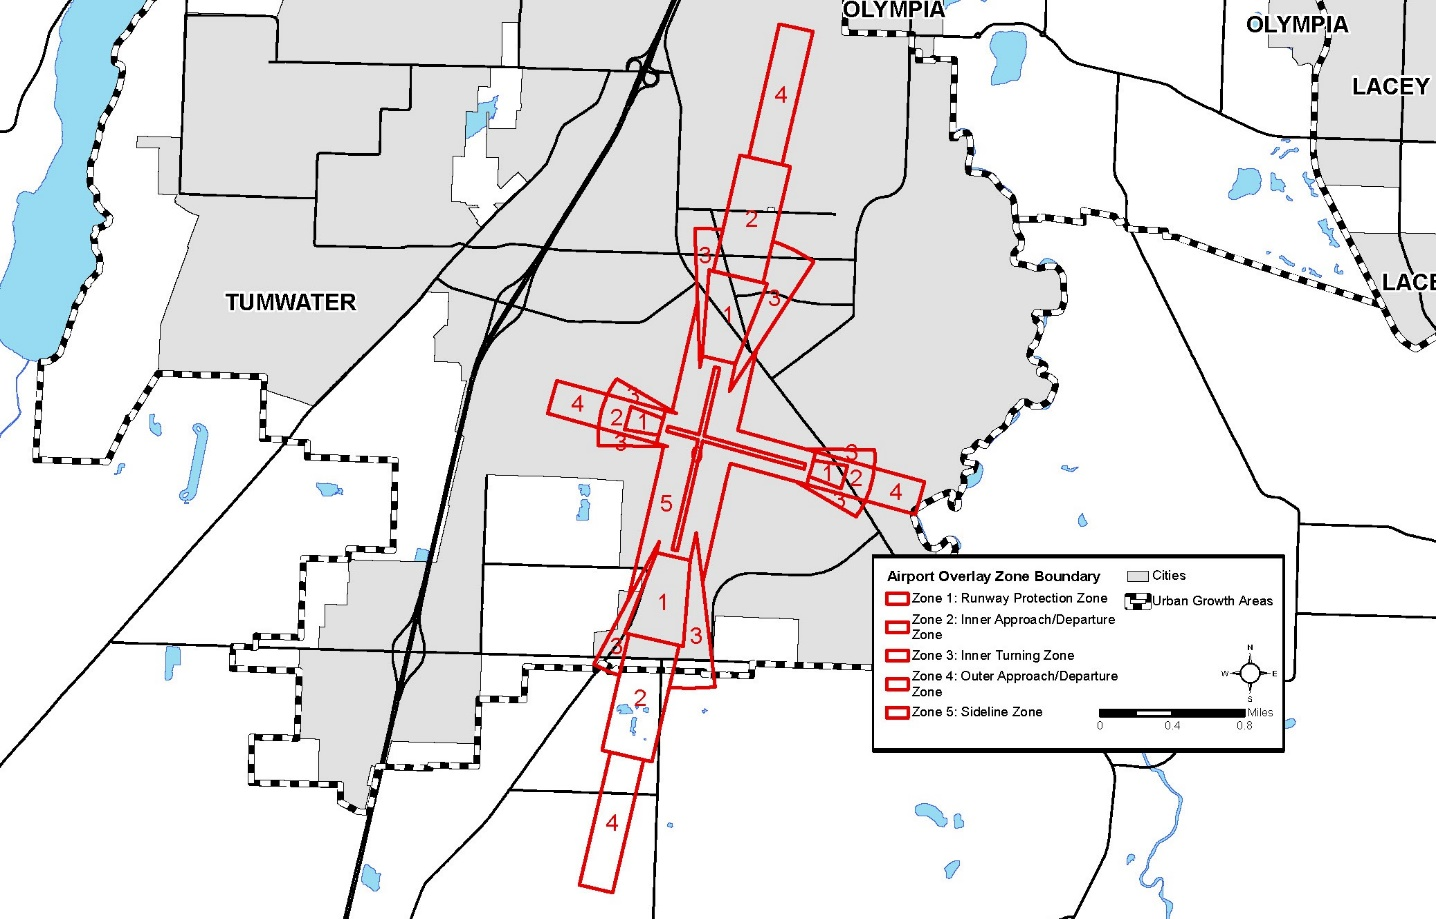 OLYMPIA
OLYMPIA
LACEY
4
2
3
3
1
LACE
TUMWATER
4
3
2
1
3
3
1
2
4
3
5
1
3
3
2
4
Airport Overlay Zone Boundary
Zone 1: Runway Protection Zone
Zone 2: Inner Approach/Departure
Zone
Zone 3: Inner Turning Zone
Zone 4: Outer Approach/Departure
Zone
Zone 5: Sideline Zone
Cities
Urban Growth Areas
N
W
E
S
Miles
0
0.4
0.8